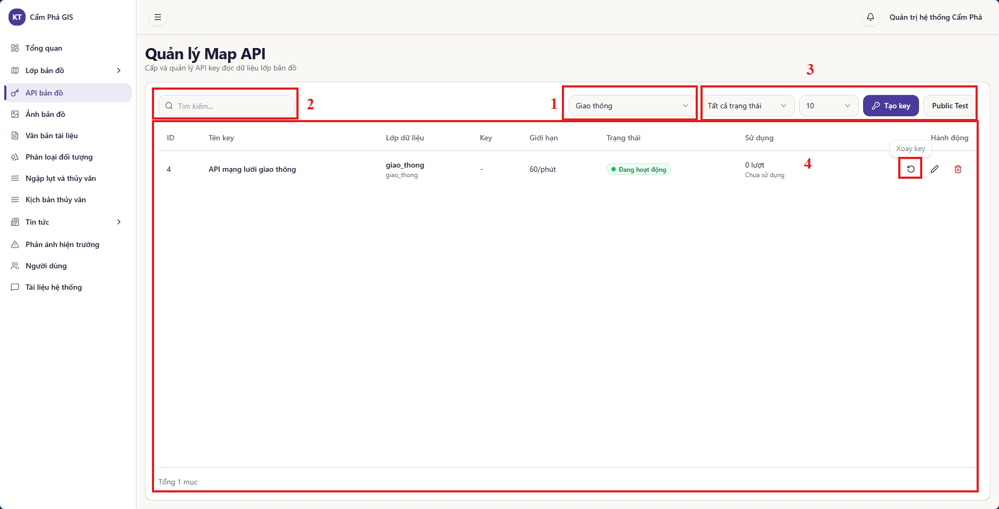 KT Cẩm Phả GIS
Quản trị hệ thống Cẩm Phả
Tổng quan
Lớp bản đồ
API bản đồ
Ảnh bản đồ
Văn bản tài liệu
Phân loại đối tượng
Ngập lụt và thủy văn
Kịch bản thủy văn
Tin tức
Phản ánh hiện trường
Người dùng
Tài liệu hệ thống
Quản lý Map API
Cấp và quản lý API key đọc dữ liệu lớp bản đồ
3
Tìm kiếm...
2
1
Giao thông
Tất cả trạng thái
10
Tạo key
Public Test
ID Tên key Lớp dữ liệu Key Giới hạn Trạng thái Sử dụng Hành động
Xoay key
4
4 API mạng lưới giao thông giao_thong - 60/phút Đang hoạt động 0 lượt
giao_thong Chưa sử dụng
Tổng 1 mục